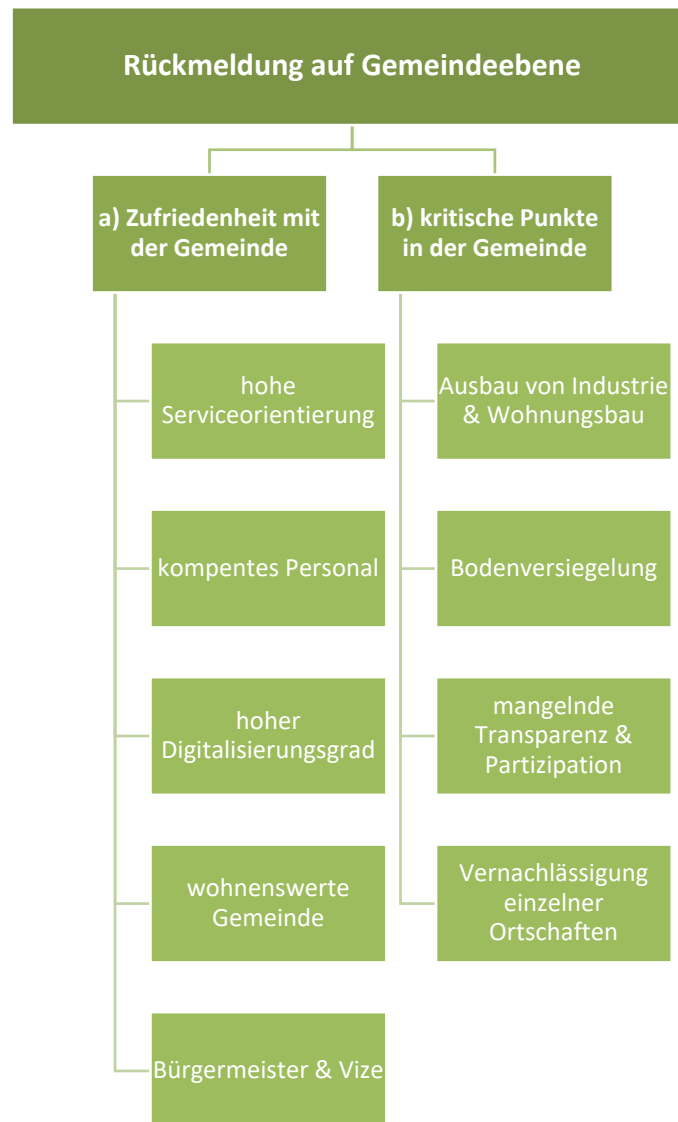 Rückmeldung auf Gemeindeebene
a) Zufriedenheit mit
der Gemeinde
hohe
Serviceorientierung
kompentes Personal
hoher
Digitalisierungsgrad
wohnenswerte
Gemeinde
Bürgermeister & Vize
b) kritische Punkte
in der Gemeinde
Ausbau von Industrie
& Wohnungsbau
Bodenversiegelung
mangelnde
Transparenz &
Partizipation
Vernachlässigung
einzelner
Ortschaften